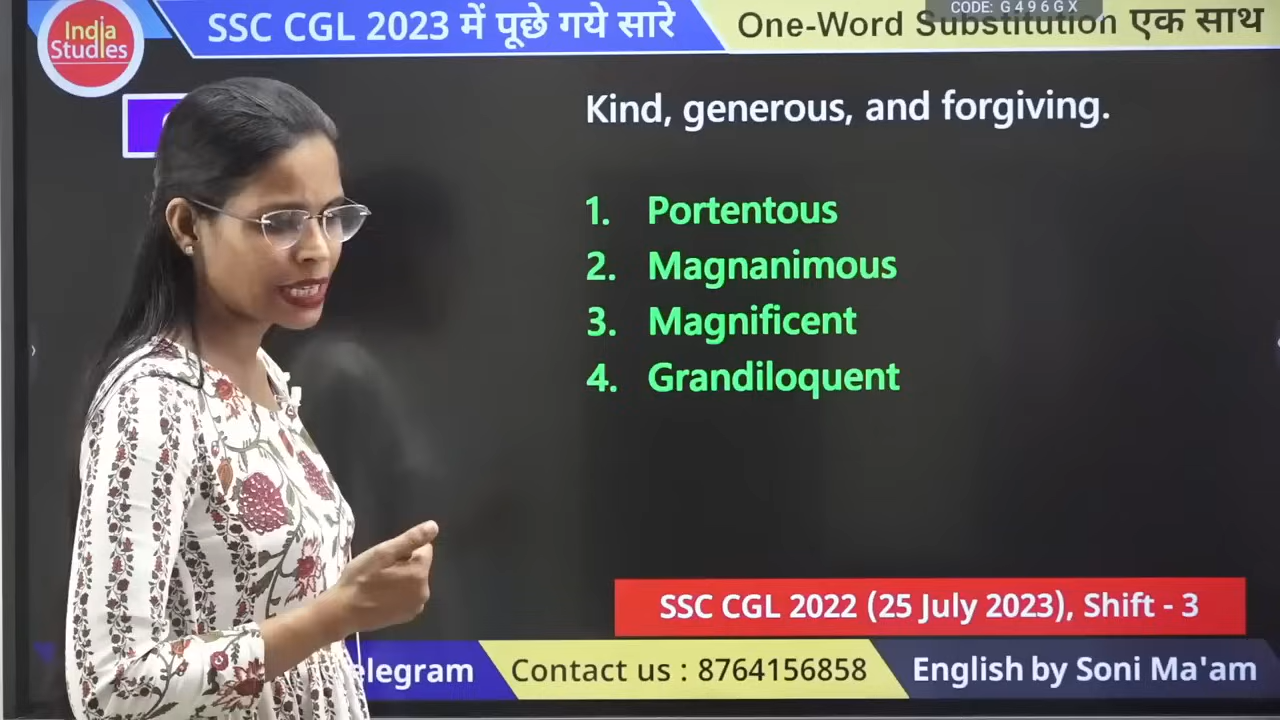 India
Studies
SSC CGL 2023 में पूछे गये सारे
One-Word Substitution एक साथ
CODE: G496GX
Kind, generous, and forgiving.
1. Portentous
2. Magnanimous
3. Magnificent
4. Grandiloquent
SSC CGL 2022 (25 July 2023), Shift - 3
Contact us : 8764156858
English by Soni Ma'am